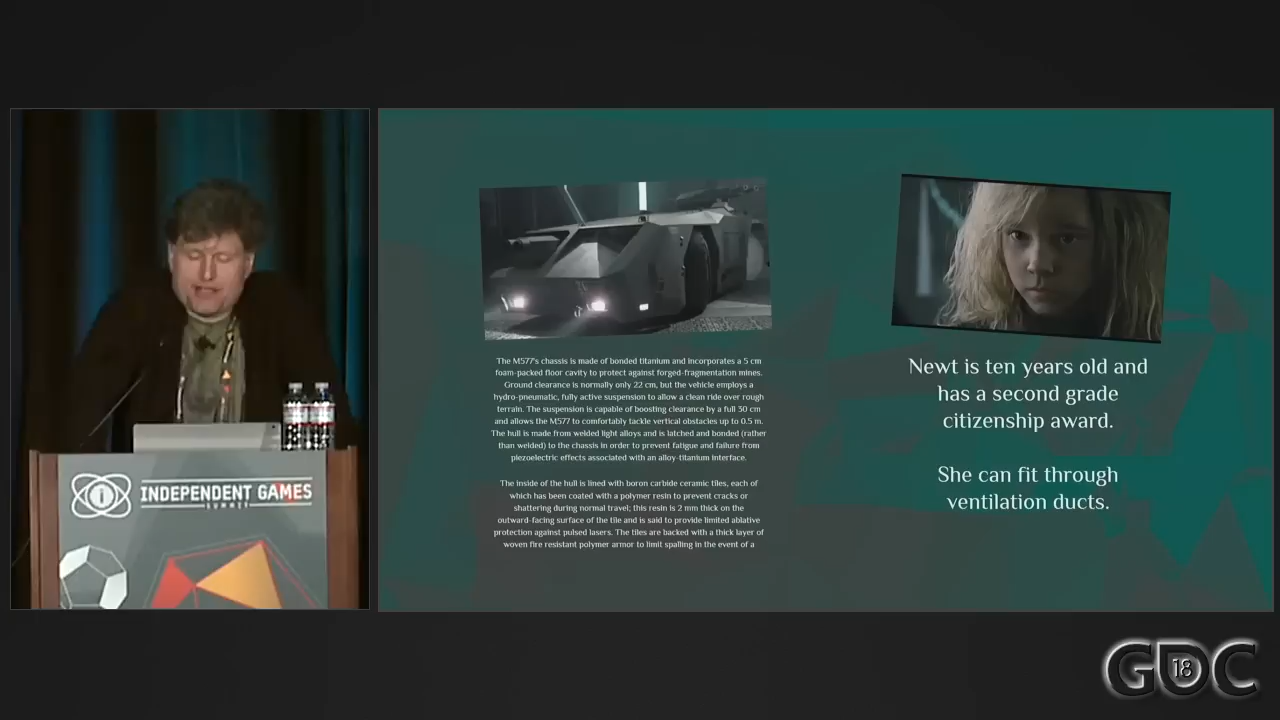 The M577's chassis is made of bonded titanium and incorporates a 5 cm
foam-packed floor cavity to protect against forged-fragmentation mines.
Ground clearance is normally only 22 cm, but the vehicle employs a
hydro-pneumatic, fully active suspension to allow a clean ride over rough
terrain. The suspension is capable of boosting clearance by a full 30 cm
and allows the M577 to comfortably tackle vertical obstacles up to 0.5 m.
The hull is made from welded light alloys and is latched and bonded (rather
than welded) to the chassis in order to prevent fatigue and failure from
piezoelectric effects associated with an alloy-titanium interface.
The inside of the hull is lined with boron carbide ceramic tiles, each of
which has been coated with a polymer resin to prevent cracks or
shattering during normal travel; this resin is 2 mm thick on the
outward-facing surface of the tile and is said to provide limited ablative
protection against pulsed lasers. The tiles are backed with a thick layer of
woven fire resistant polymer armor to limit spalling in the event of a
Newt is ten years old and
has a second grade
citizenship award.
She can fit through
ventilation ducts.
INDEPENDENT GAMES
SUMMIT
GDC
18